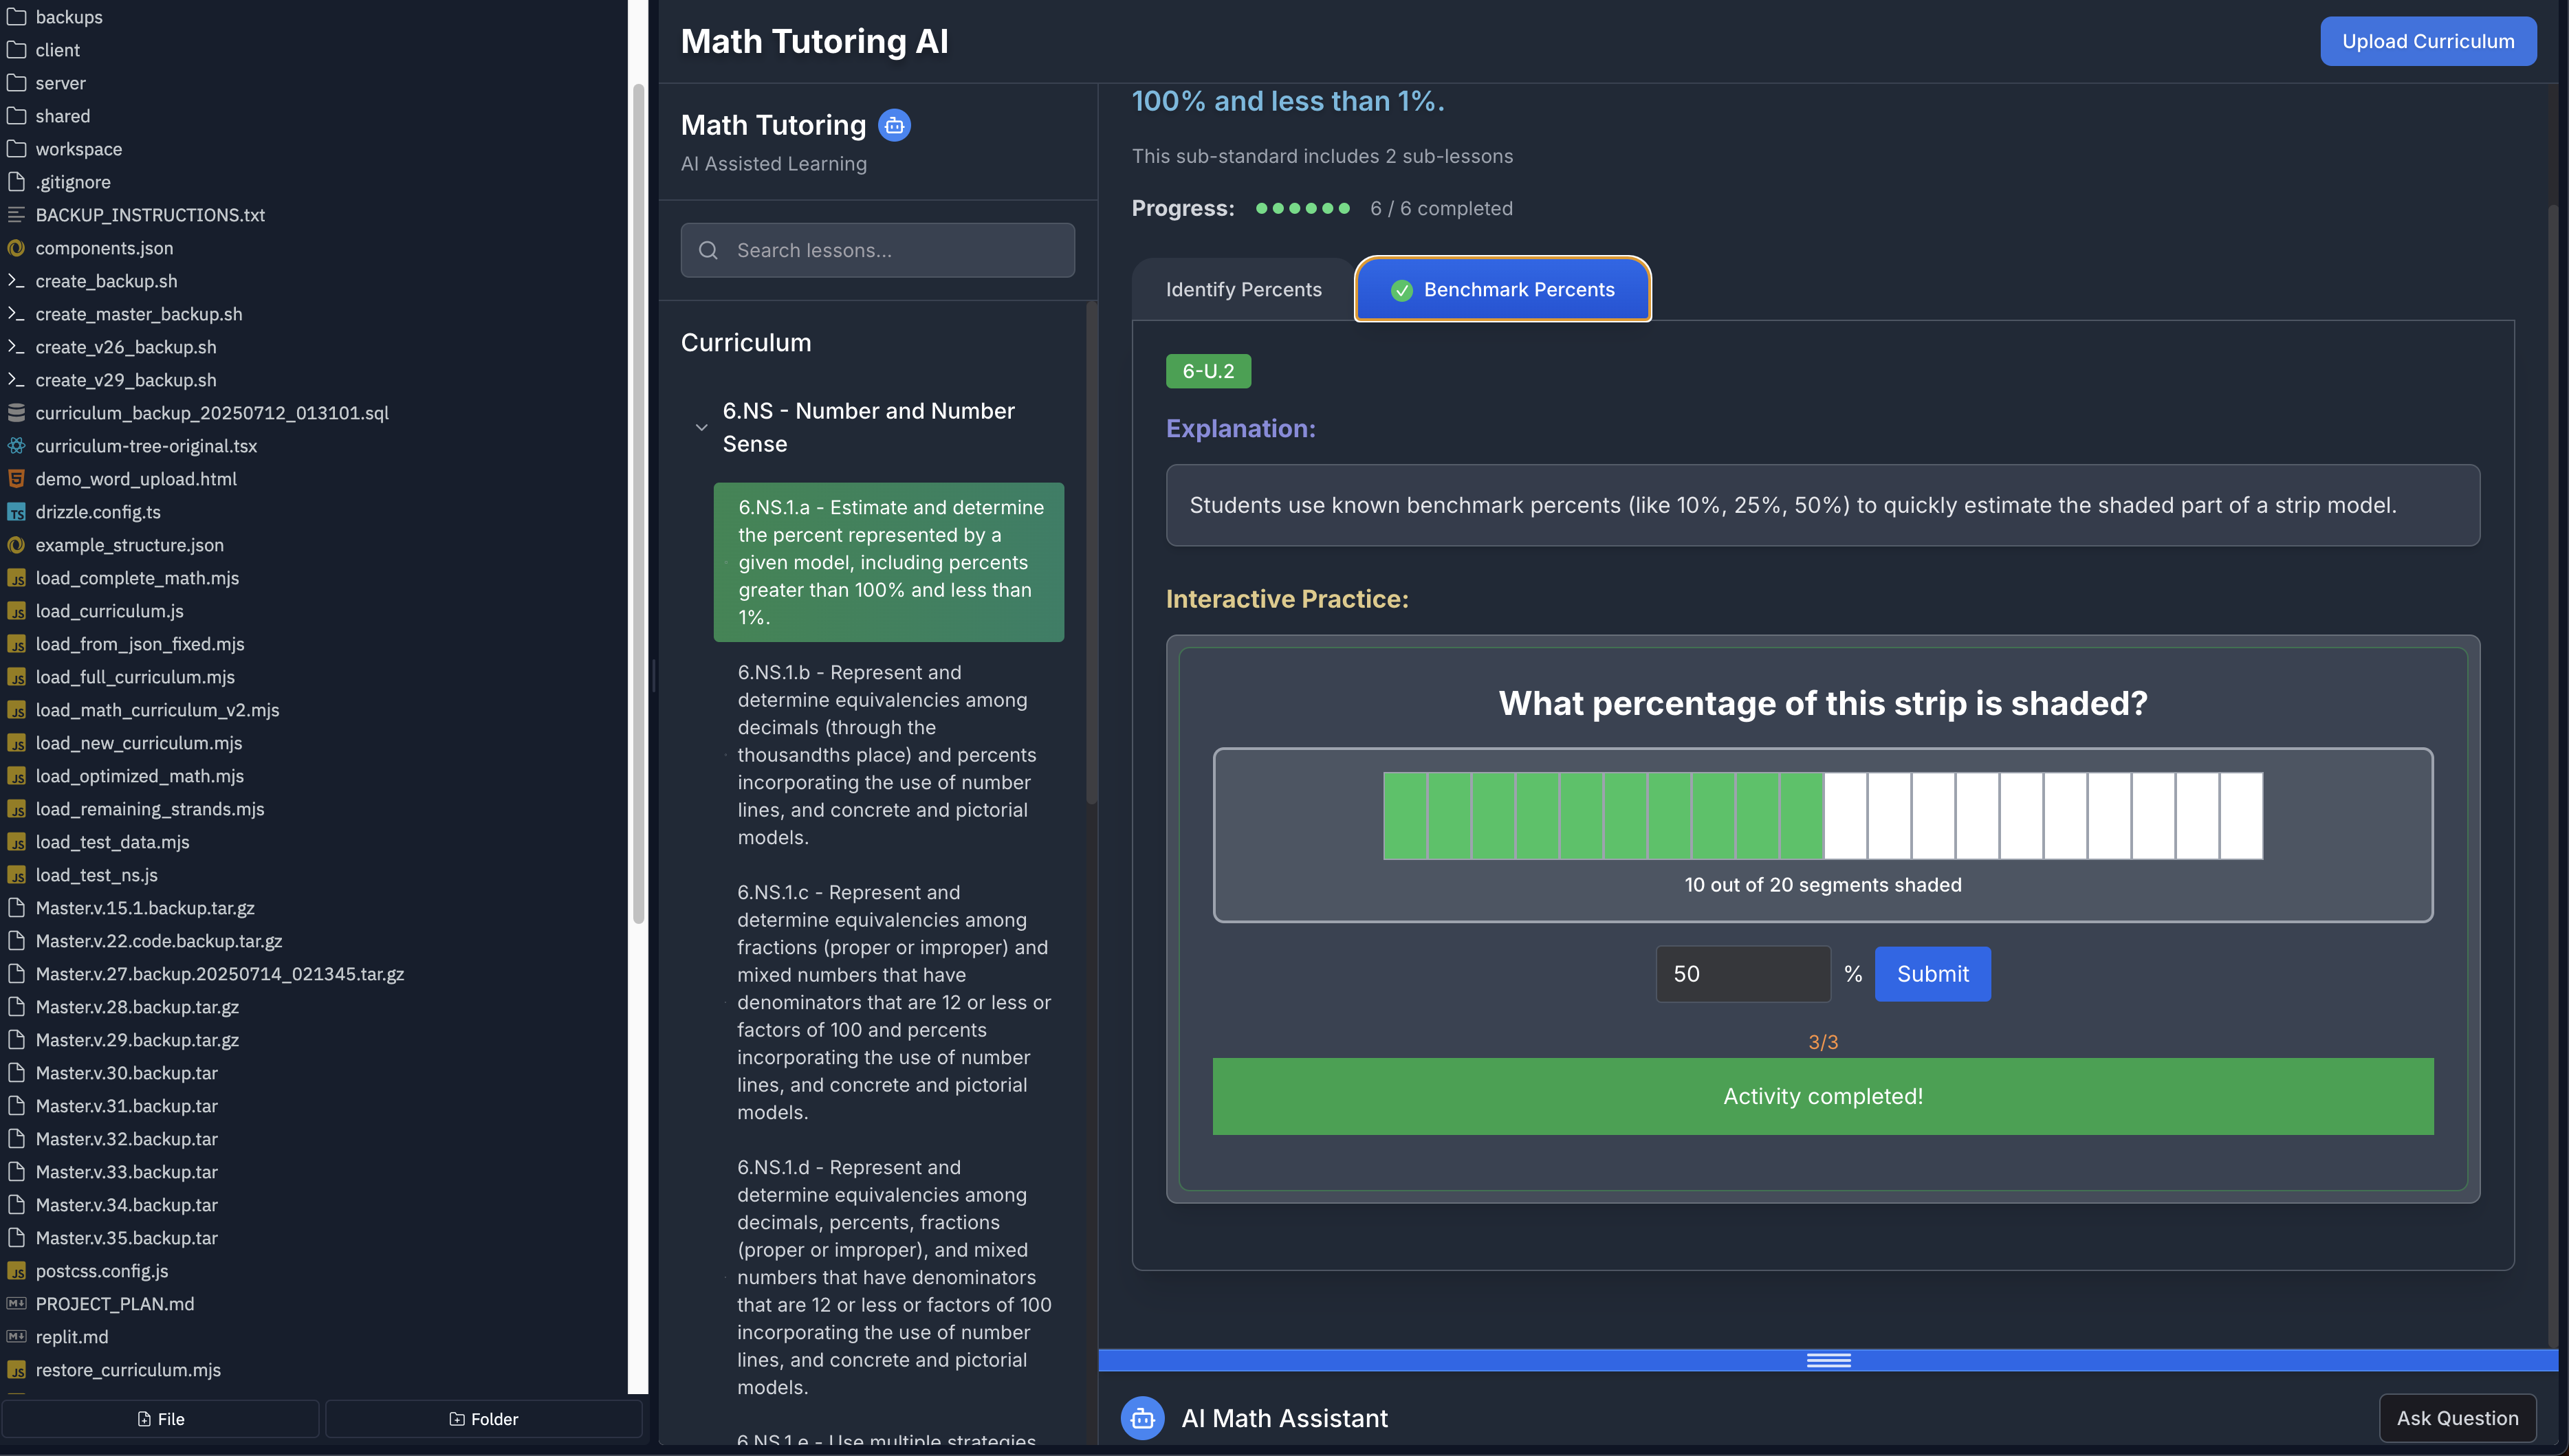 backups
client
server
shared
workspace
.gitignore
BACKUP_INSTRUCTIONS.txt
components.json
create_backup.sh
create_master_backup.sh
create_v26_backup.sh
create_v29_backup.sh
curriculum_backup_20250712_013101.sql
curriculum-tree-original.tsx
demo_word_upload.html
drizzle.config.ts
example_structure.json
load_complete_math.mjs
load_curriculum.js
load_from_json_fixed.mjs
load_full_curriculum.mjs
load_math_curriculum_v2.mjs
load_new_curriculum.mjs
load_optimized_math.mjs
load_remaining_strands.mjs
load_test_data.mjs
load_test_ns.js
Master.v.15.1.backup.tar.gz
Master.v.22.code.backup.tar.gz
Master.v.27.backup.20250714_021345.tar.gz
Master.v.28.backup.tar.gz
Master.v.29.backup.tar.gz
Master.v.30.backup.tar
Master.v.31.backup.tar
Master.v.32.backup.tar
Master.v.33.backup.tar
Master.v.34.backup.tar
Master.v.35.backup.tar
postcss.config.js
PROJECT_PLAN.md
replit.md
restore_curriculum.mjs
File
Folder
Math Tutoring AI
Upload Curriculum
Math Tutoring
AI Assisted Learning
Search lessons...
Curriculum
6.NS - Number and Number
Sense
6.NS.1.a - Estimate and determine
the percent represented by a
given model, including percents
greater than 100% and less than
1%.
6.NS.1.b - Represent and
determine equivalencies among
decimals (through the
thousandths place) and percents
incorporating the use of number
lines, and concrete and pictorial
models.
6.NS.1.c - Represent and
determine equivalencies among
fractions (proper or improper) and
mixed numbers that have
denominators that are 12 or less or
factors of 100 and percents
incorporating the use of number
lines, and concrete and pictorial
models.
6.NS.1.d - Represent and
determine equivalencies among
decimals, percents, fractions
(proper or improper), and mixed
numbers that have denominators
that are 12 or less or factors of 100
incorporating the use of number
lines, and concrete and pictorial
models.
6.NS.1.e - Use multiple strategies
100% and less than 1%.
This sub-standard includes 2 sub-lessons
Progress: 6 / 6 completed
Identify Percents
Benchmark Percents
6-U.2
Explanation:
Students use known benchmark percents (like 10%, 25%, 50%) to quickly estimate the shaded part of a strip model.
Interactive Practice:
What percentage of this strip is shaded?
10 out of 20 segments shaded
50 % Submit
3/3
Activity completed!
AI Math Assistant
Ask Question